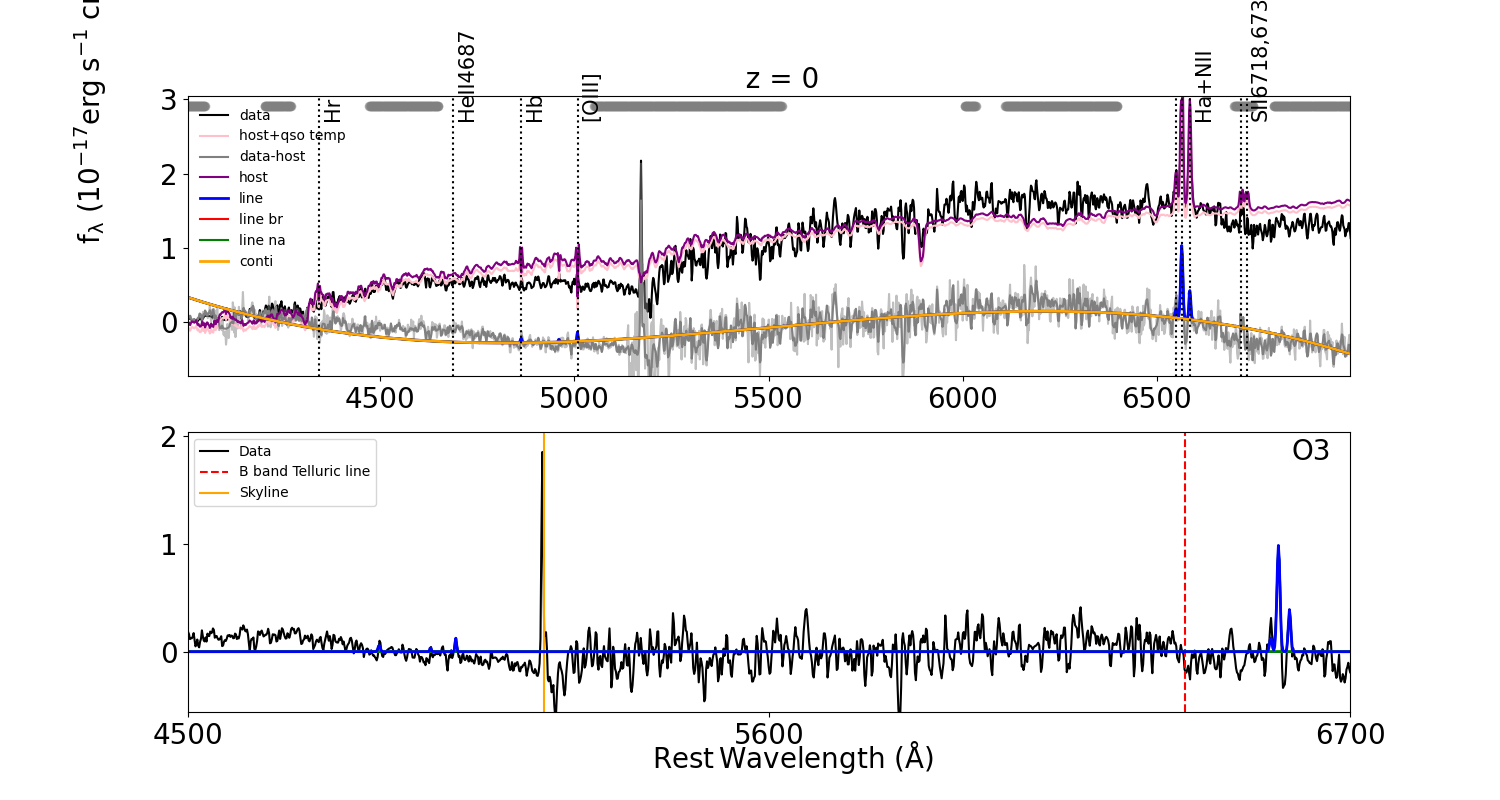 z = 0
f_λ (10^−17 erg s^−1 c
Hr
HeII4687
Hb
[OIII]
Ha+NII
SII6718,673
3
2
1
0
data
host+qso temp
data-host
host
line
line br
line na
conti
4500
5000
5500
6000
6500
2
1
0
Data
B band Telluric line
Skyline
O3
4500
5600
6700
Rest Wavelength (Å)